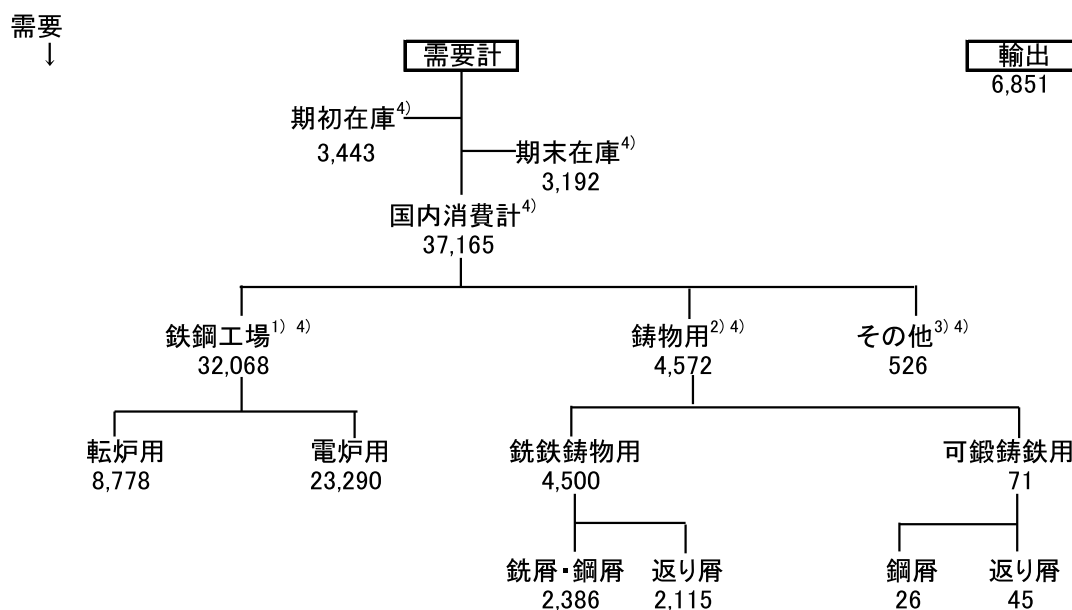 需要
↓
需要計
輸出
6,851
期初在庫4)
3,443
期末在庫4)
3,192
国内消費計4)
37,165
鉄鋼工場1) 4)
32,068
鋳物用2) 4)
4,572
その他3) 4)
526
転炉用
8,778
電炉用
23,290
銑鉄鋳物用
4,500
可鍛鋳鉄用
71
銑屑・鋼屑
2,386
返り屑
2,115
鋼屑
26
返り屑
45